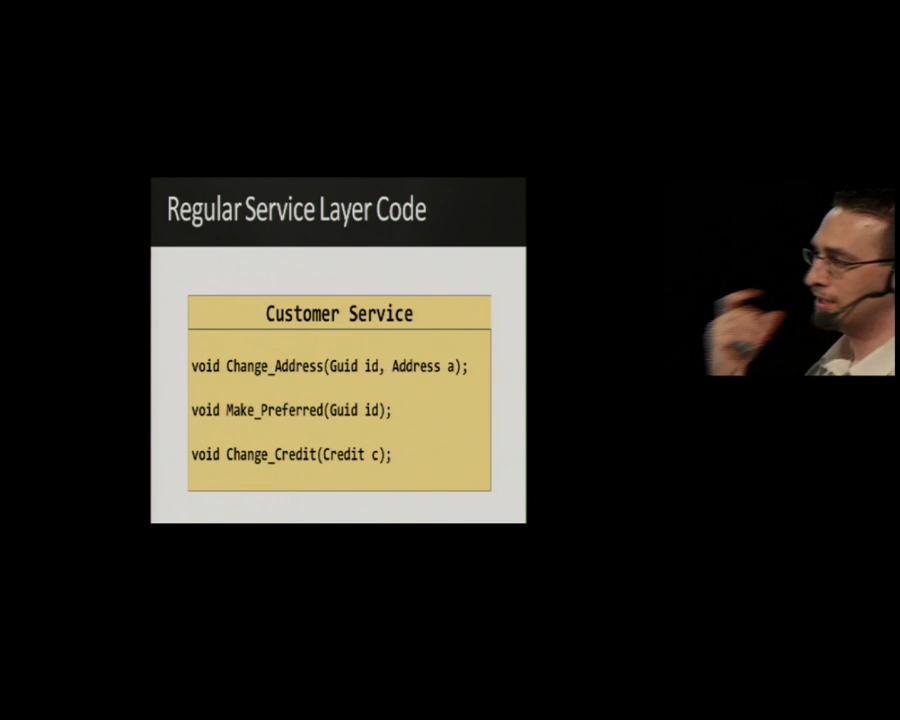 Regular Service Layer Code
Customer Service
void Change_Address(Guid id, Address a);
void Make_Preferred(Guid id);
void Change_Credit(Credit c);